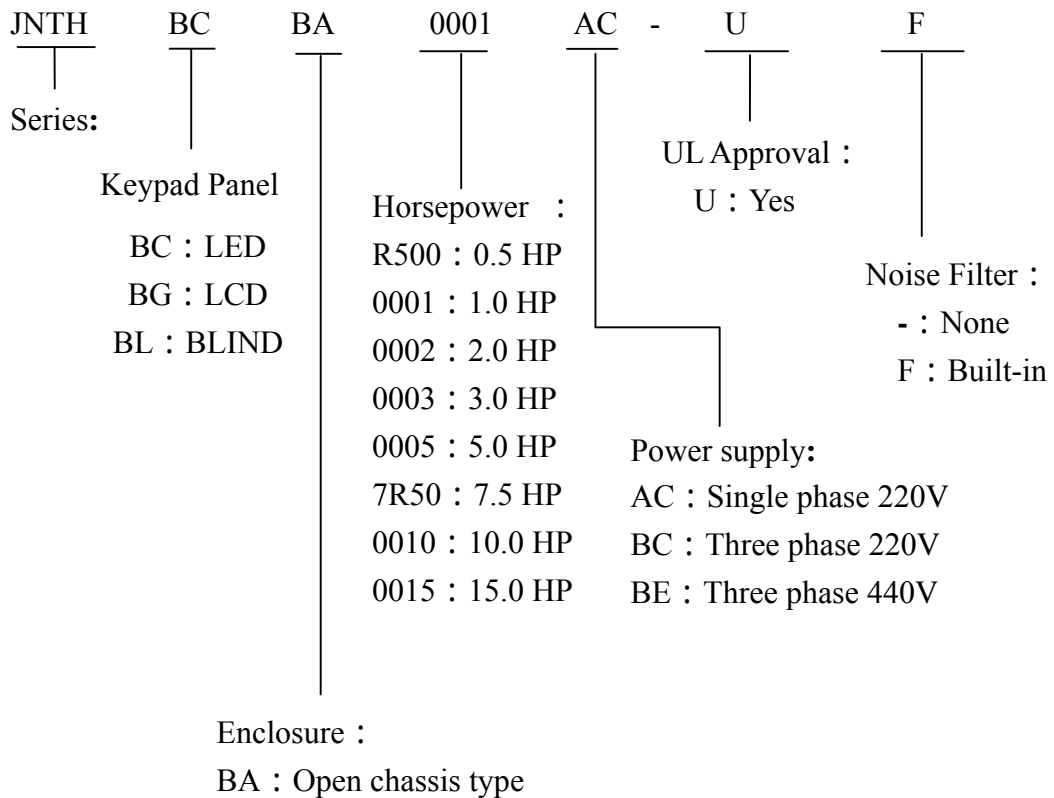 JNTH BC BA 0001 AC - U F
Series:
Keypad Panel
BC：LED
BG：LCD
BL：BLIND
Enclosure：
BA：Open chassis type
Horsepower ：
R500：0.5 HP
0001：1.0 HP
0002：2.0 HP
0003：3.0 HP
0005：5.0 HP
7R50：7.5 HP
0010：10.0 HP
0015：15.0 HP
Power supply:
AC：Single phase 220V
BC：Three phase 220V
BE：Three phase 440V
UL Approval：
U：Yes
Noise Filter：
-：None
F：Built-in